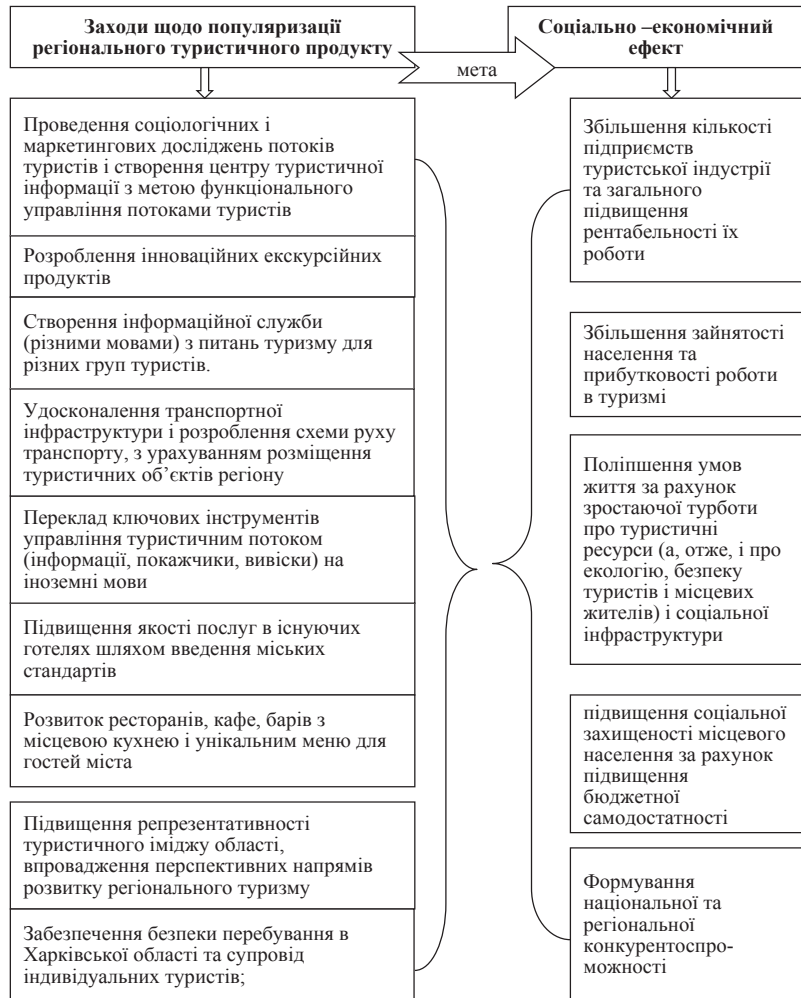 Заходи щодо популяризації
регіонального туристичного продукту
мета
Соціально –економічний
ефект
Проведення соціологічних і
маркетингових досліджень потоків
туристів і створення центру туристичної
інформації з метою функціонального
управління потоками туристів
Розроблення інноваційних екскурсійних
продуктів
Створення інформаційної служби
(різними мовами) з питань туризму для
різних груп туристів.
Удосконалення транспортної
інфраструктури і розроблення схеми руху
транспорту, з урахуванням розміщення
туристичних об’єктів регіону
Переклад ключових інструментів
управління туристичним потоком
(інформації, покажчики, вивіски) на
іноземні мови
Підвищення якості послуг в існуючих
готелях шляхом введення міських
стандартів
Розвиток ресторанів, кафе, барів з
місцевою кухнею і унікальним меню для
гостей міста
Підвищення репрезентативності
туристичного іміджу області,
впровадження перспективних напрямів
розвитку регіонального туризму
Забезпечення безпеки перебування в
Харківської області та супровід
індивідуальних туристів;
Збільшення кількості
підприємств
туристської індустрії
та загального
підвищення
рентабельності їх
роботи
Збільшення зайнятості
населення та
прибутковості роботи
в туризмі
Поліпшення умов
життя за рахунок
зростаючої турботи
про туристичні
ресурси (а, отже, і про
екологію, безпеку
туристів і місцевих
жителів) і соціальної
інфраструктури
підвищення соціальної
захищеності місцевого
населення за рахунок
підвищення
бюджетної
самодостатності
Формування
національної та
регіональної
конкурентоспро-
можності